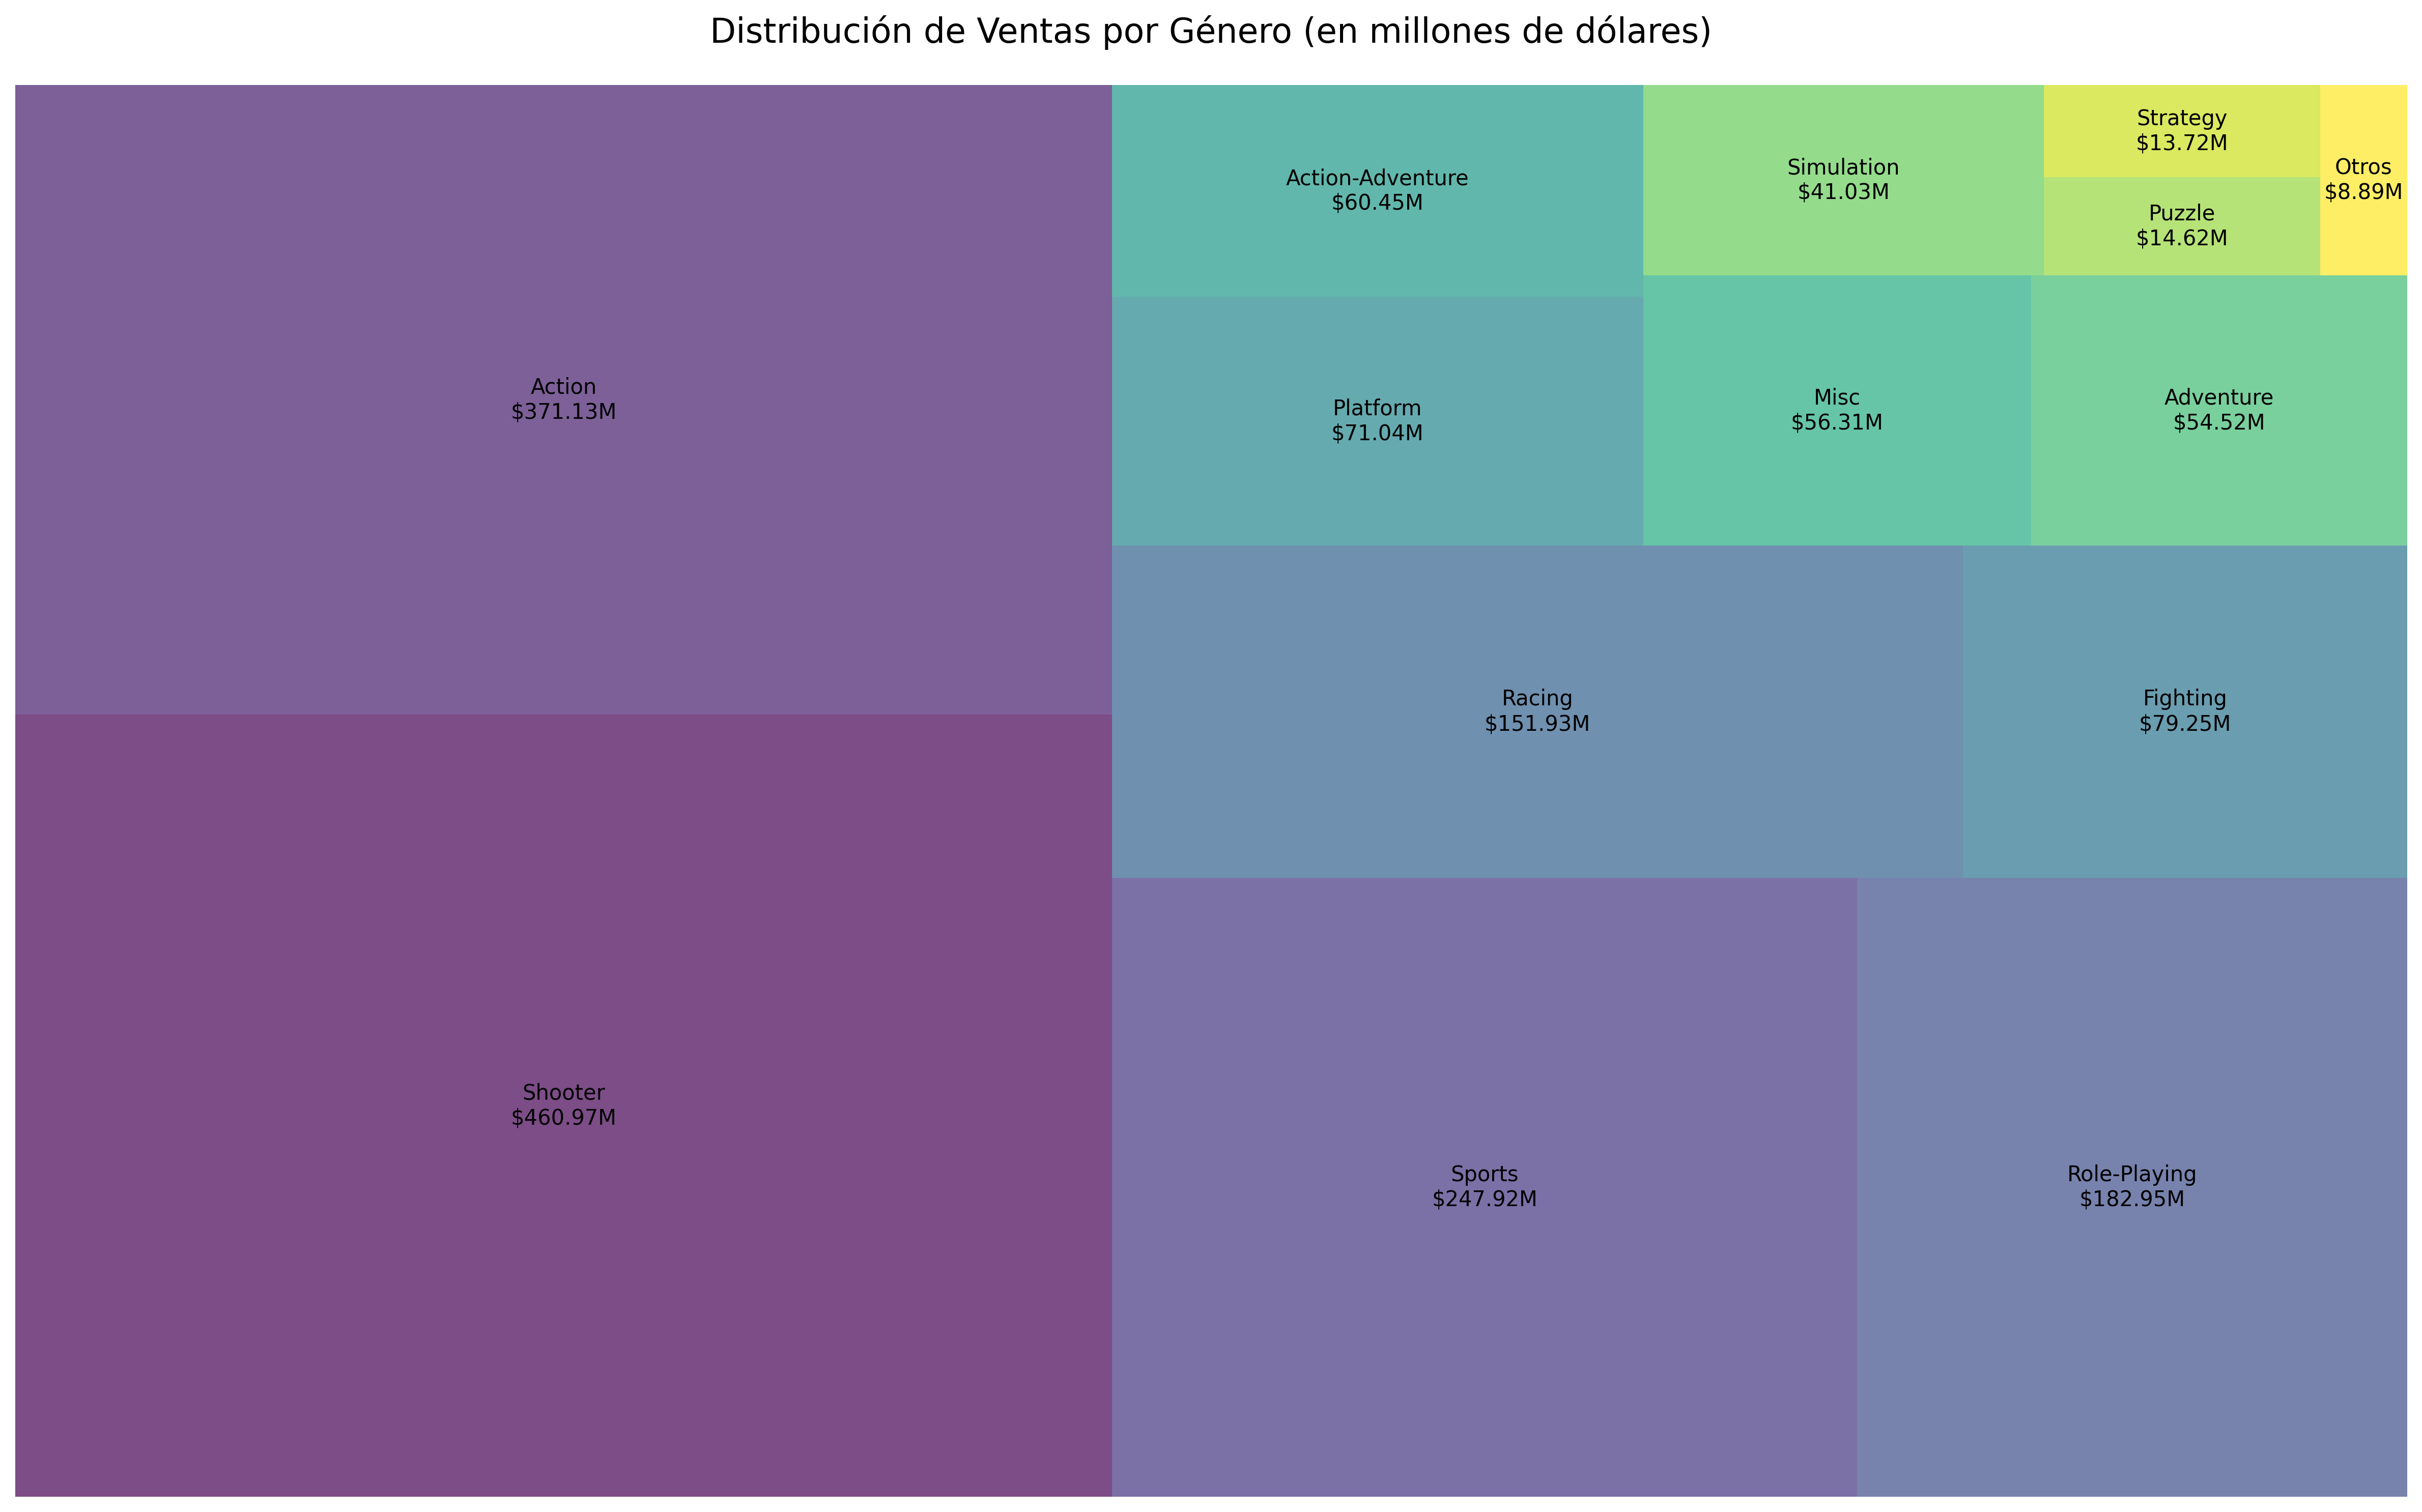 Distribución de Ventas por Género (en millones de dólares)
Action
$371.13M
Shooter
$460.97M
Action-Adventure
$60.45M
Platform
$71.04M
Simulation
$41.03M
Strategy
$13.72M
Puzzle
$14.62M
Otros
$8.89M
Misc
$56.31M
Adventure
$54.52M
Racing
$151.93M
Fighting
$79.25M
Sports
$247.92M
Role-Playing
$182.95M